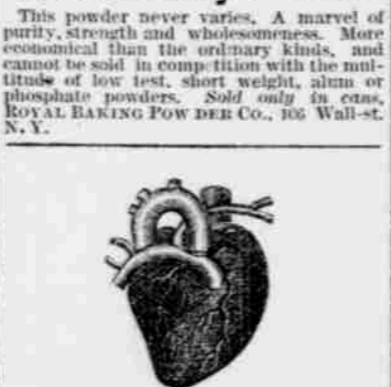 This powder never varies. A marvel of
purity, strength and wholesomeness. More
economical than the ordinary kinds, and
cannot be sold in competition with the mul-
titude of low test, short weight, alum or
phosphate powders. Sold only in cans.
ROYAL BAKING POWDER CO., 106 Wall-st.
N. Y.